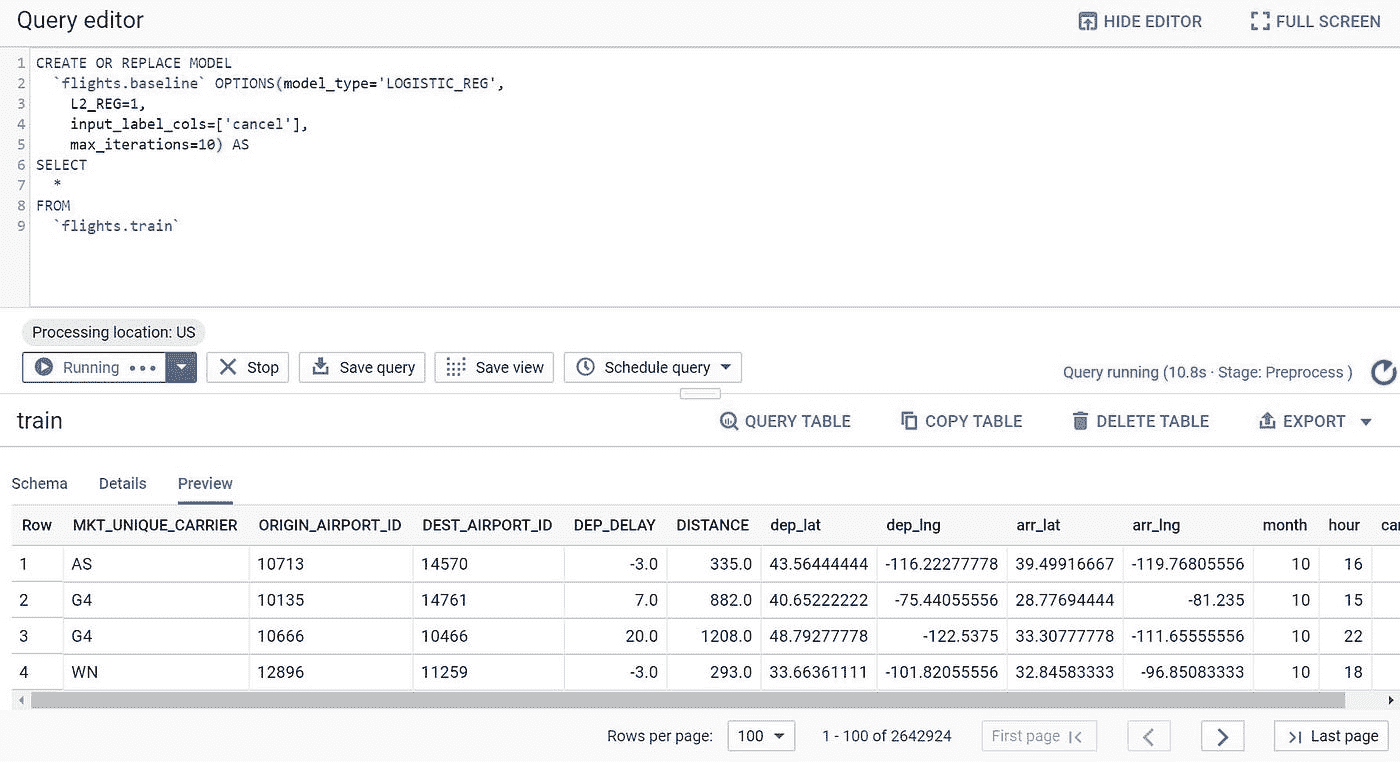 Query editor HIDE EDITOR FULL SCREEN
1 CREATE OR REPLACE MODEL
2 `flights.baseline` OPTIONS(model_type='LOGISTIC_REG',
3 L2_REG=1,
4 input_label_cols=['cancel'],
5 max_iterations=10) AS
6 SELECT
7 *
8 FROM
9 `flights.train`
Processing location: US
Running Stop Save query Save view Schedule query Query running (10.8s · Stage: Preprocess )
train QUERY TABLE COPY TABLE DELETE TABLE EXPORT
Schema Details Preview
Row MKT_UNIQUE_CARRIER ORIGIN_AIRPORT_ID DEST_AIRPORT_ID DEP_DELAY DISTANCE dep_lat dep_lng arr_lat arr_lng month hour
1 AS 10713 14570 -3.0 335.0 43.56444444 -116.22277778 39.49916667 -119.76805556 10 16
2 G4 10135 14761 7.0 882.0 40.65222222 -75.44055556 28.77694444 -81.235 10 15
3 G4 10666 10466 20.0 1208.0 48.79277778 -122.5375 33.30777778 -111.65555556 10 22
4 WN 12896 11259 -3.0 293.0 33.66361111 -101.82055556 32.84583333 -96.85083333 10 18
Rows per page: 100 1 - 100 of 2642924 First page Last page